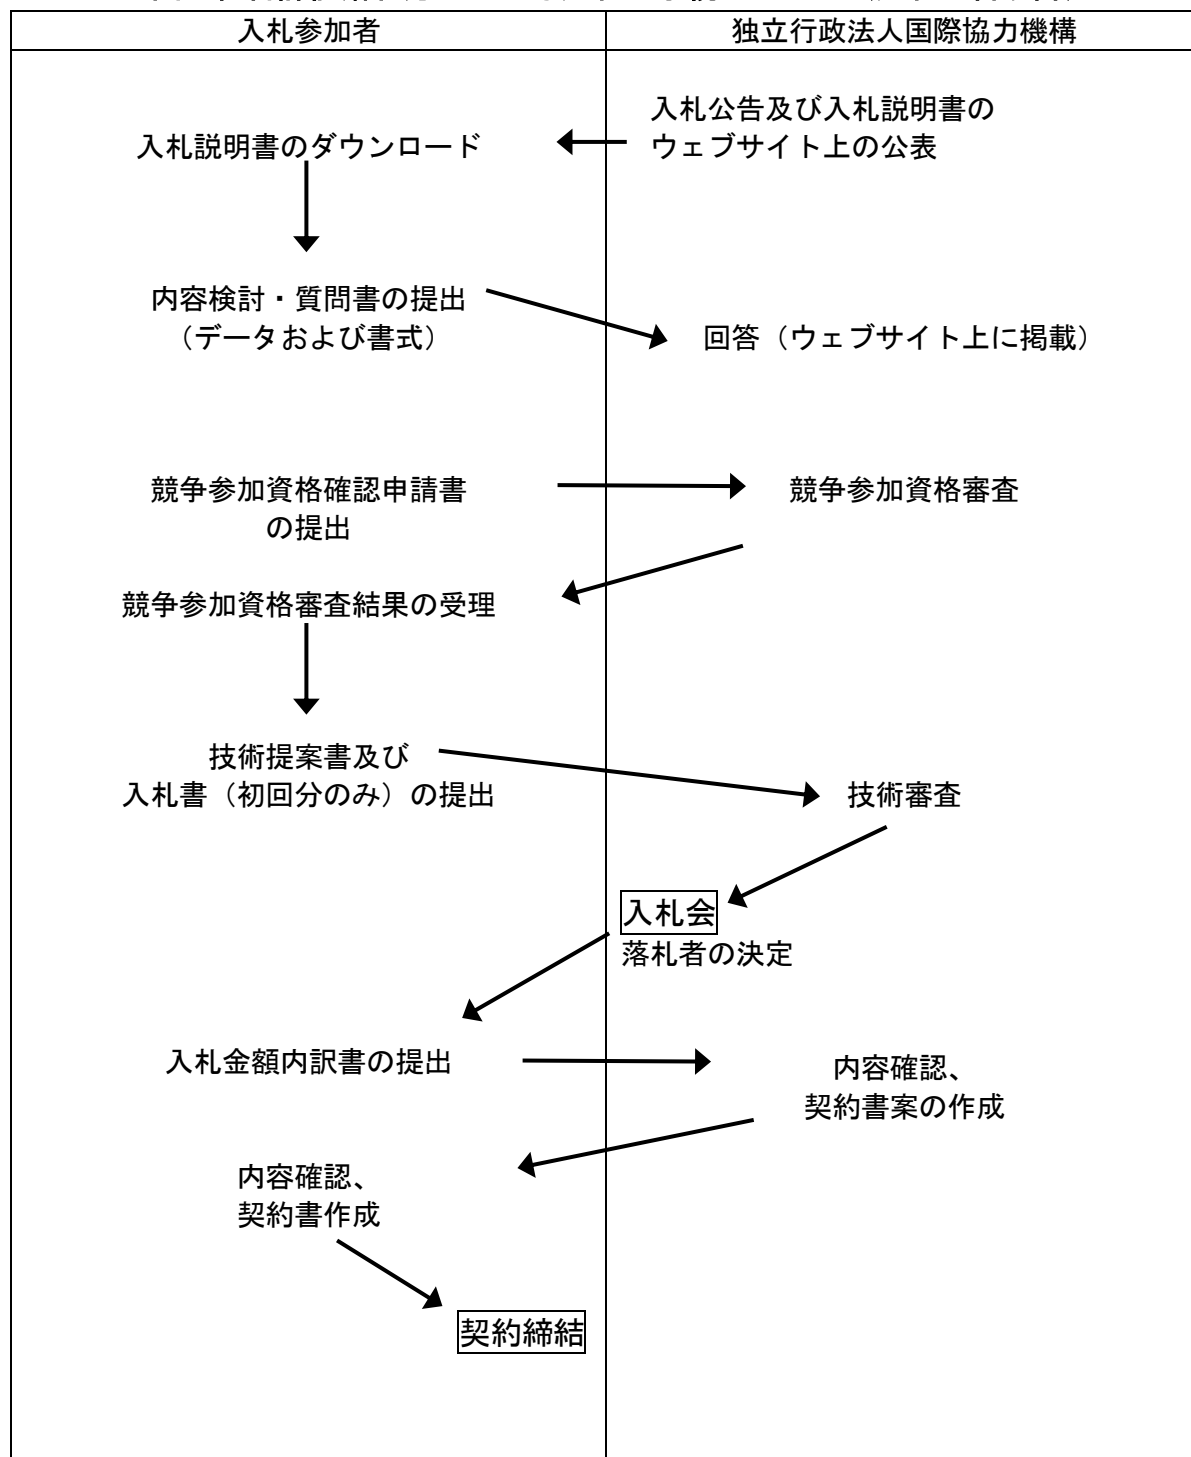 入札参加者
独立行政法人国際協力機構
入札公告及び入札説明書の
ウェブサイト上の公表
入札説明書のダウンロード
内容検討・質問書の提出
（データおよび書式）
回答（ウェブサイト上に掲載）
競争参加資格確認申請書
の提出
競争参加資格審査
競争参加資格審査結果の受理
技術提案書及び
入札書（初回分のみ）の提出
技術審査
入札会
落札者の決定
入札金額内訳書の提出
内容確認、
契約書案の作成
内容確認、
契約書作成
契約締結